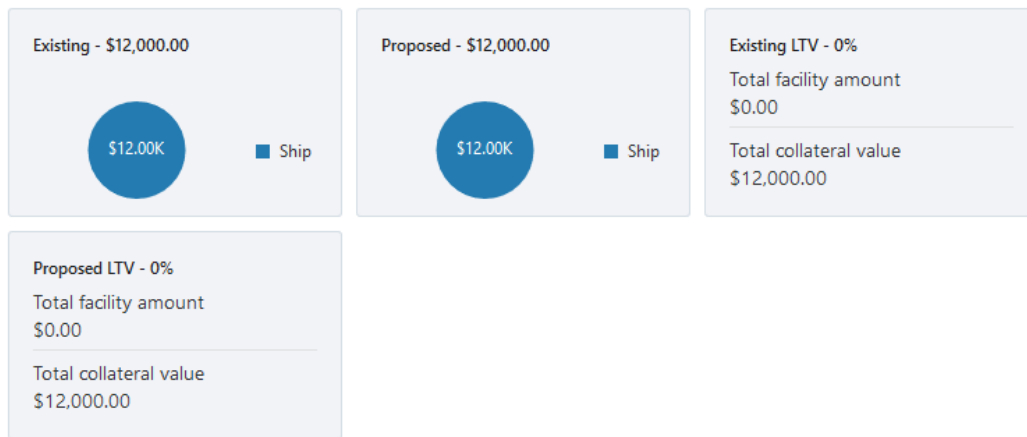 Existing - $12,000.00
$12.00K
Ship
Proposed - $12,000.00
$12.00K
Ship
Existing LTV - 0%
Total facility amount
$0.00
Total collateral value
$12,000.00
Proposed LTV - 0%
Total facility amount
$0.00
Total collateral value
$12,000.00